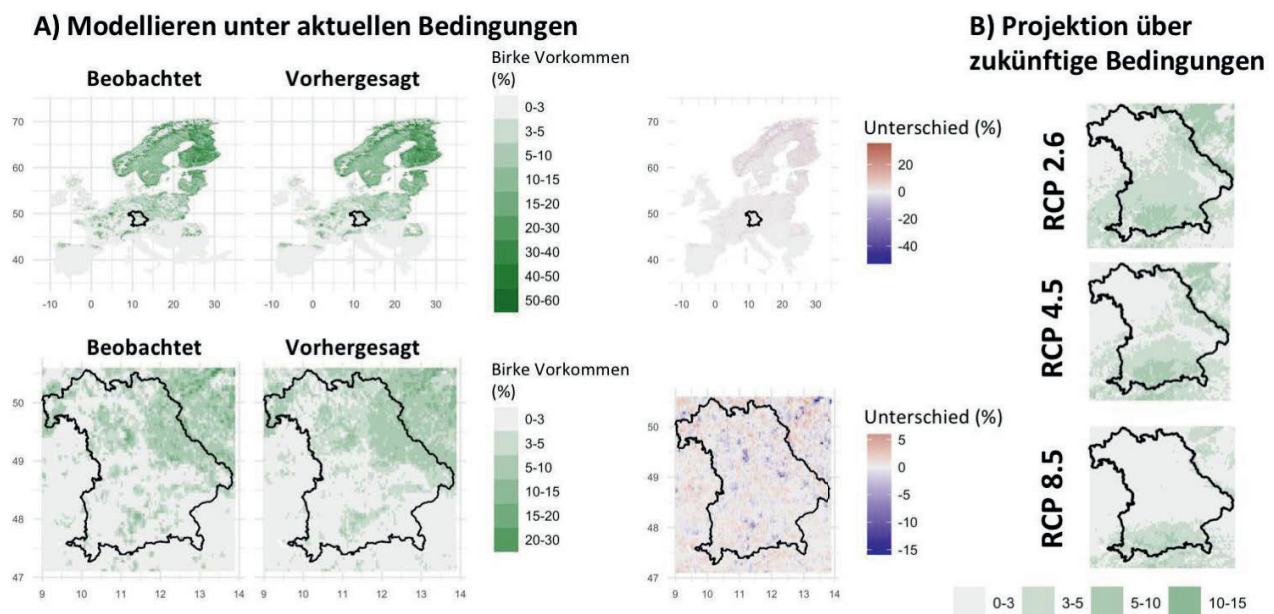 A) Modellieren unter aktuellen Bedingungen
Beobachtet
Vorhergesagt
Birke Vorkommen
(%)
0-3
3-5
5-10
10-15
15-20
20-30
30-40
40-50
50-60
70
60
50
40
-10 0 10 20 30
-10 0 10 20 30
-10 0 10 20 30
Unterschied (%)
20
0
-20
-40
Beobachtet
Vorhergesagt
Birke Vorkommen
(%)
0-3
3-5
5-10
10-15
15-20
20-30
50
49
48
47
9 10 11 12 13 14
9 10 11 12 13 14
50
49
48
47
9 10 11 12 13 14
Unterschied (%)
5
0
-5
-10
-15
B) Projektion über
zukünftige Bedingungen
RCP 2.6
RCP 4.5
RCP 8.5
0-3 3-5 5-10 10-15